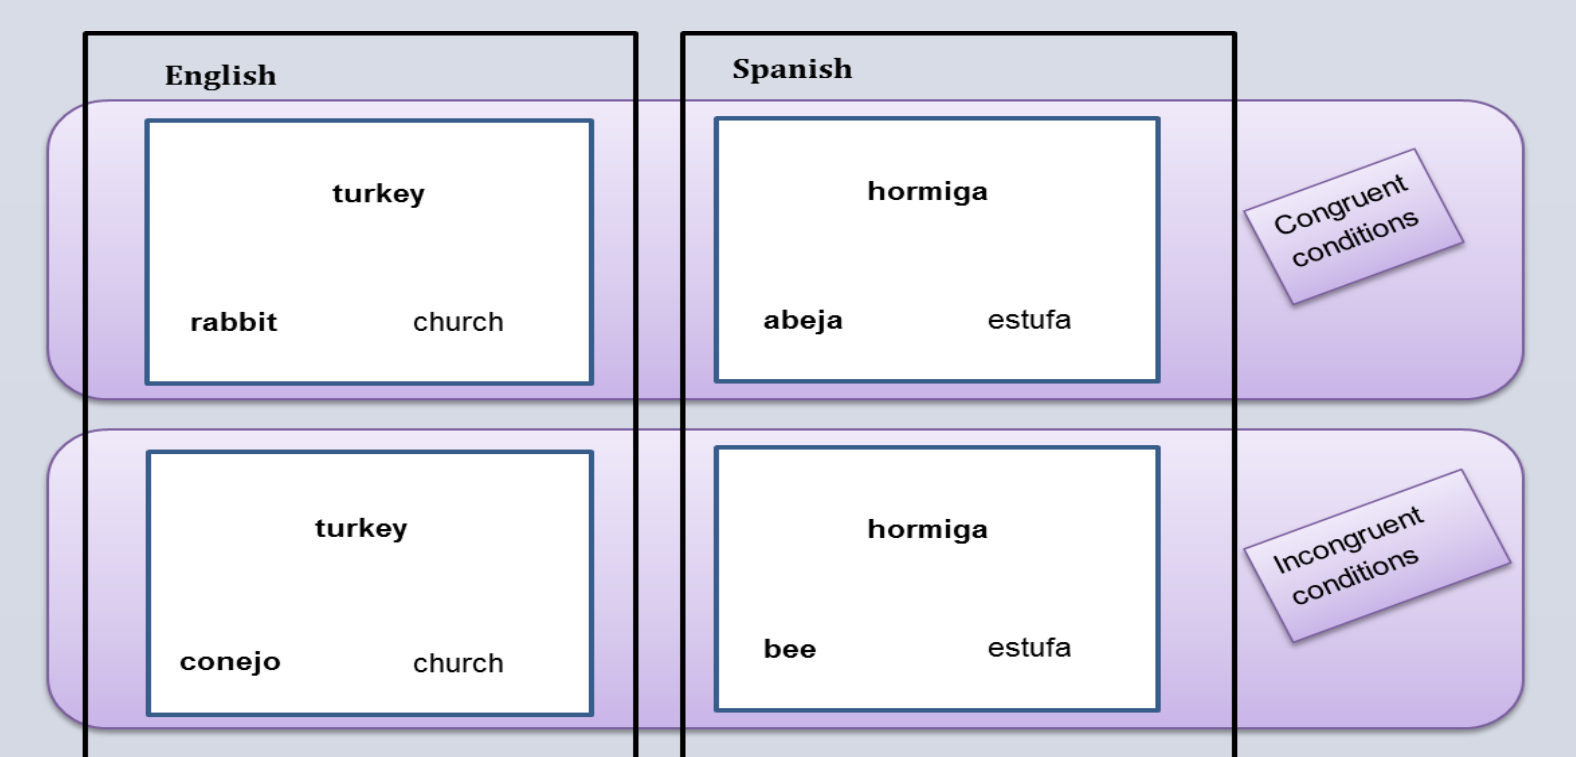 English
Spanish
turkey
rabbit church
hormiga
abeja estufa
Congruent
conditions
turkey
conejo church
hormiga
bee estufa
Incongruent
conditions